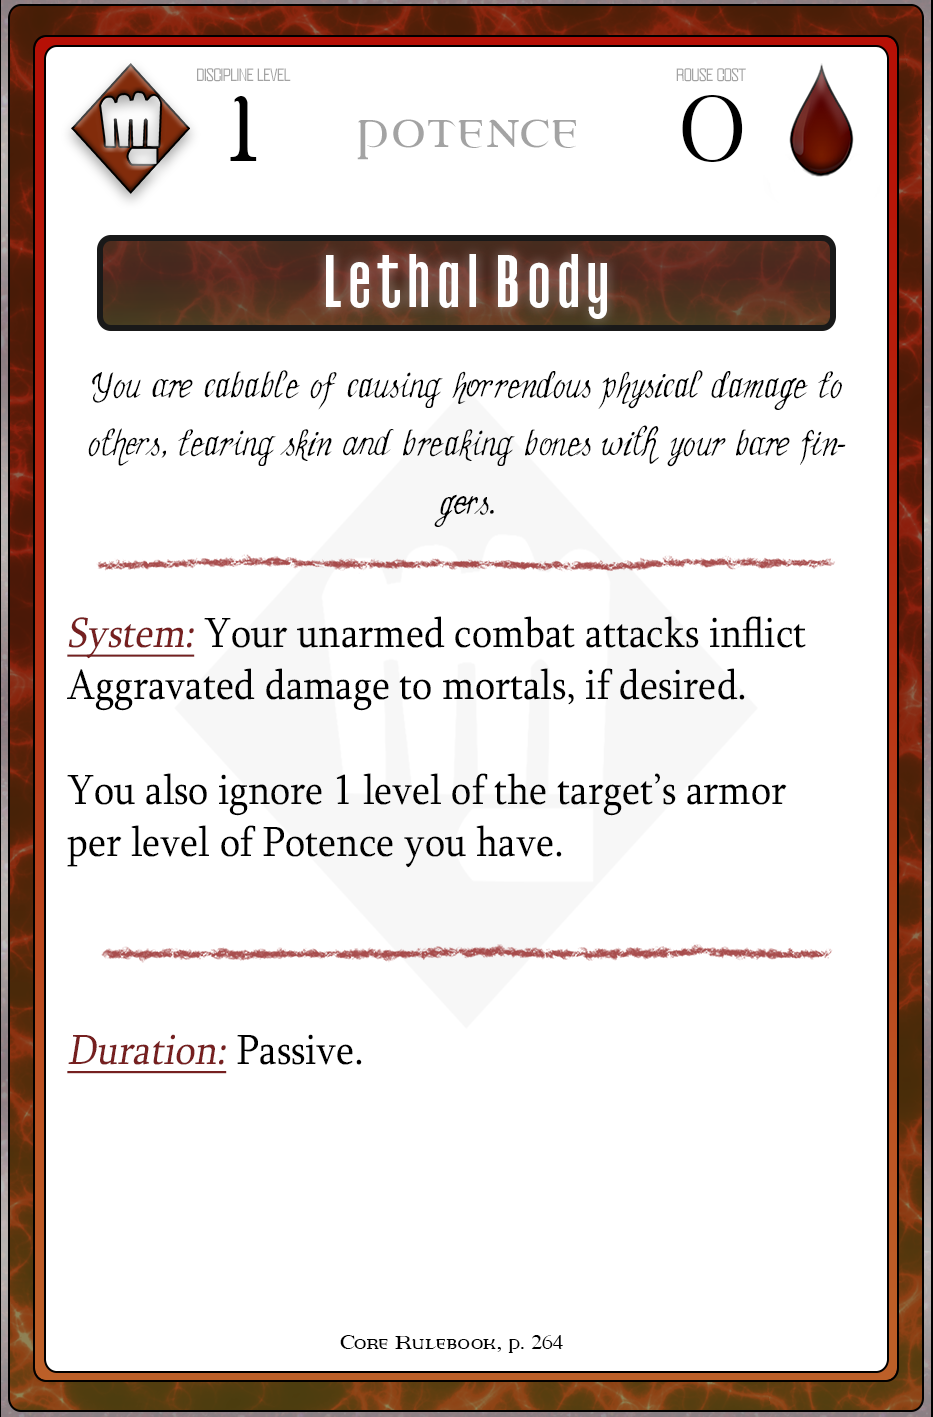 DISCIPLINE LEVEL
1
POTENCE
ROUSE COST
0
Lethal Body
You are cabable of causing horrendous physical damage to
others, tearing skin and breaking bones with your bare fin-
gers.
System: Your unarmed combat attacks inflict
Aggravated damage to mortals, if desired.
You also ignore 1 level of the target’s armor
per level of Potence you have.
Duration: Passive.
Core Rulebook, p. 264